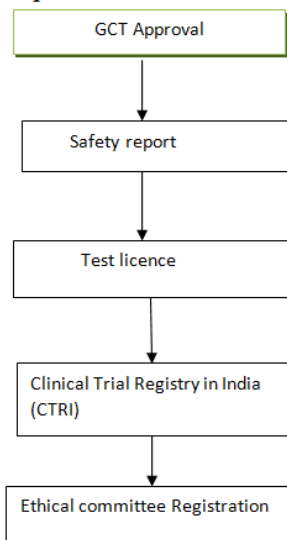 GCT Approval
Safety report
Test licence
Clinical Trial Registry in India
(CTRI)
Ethical committee Registration